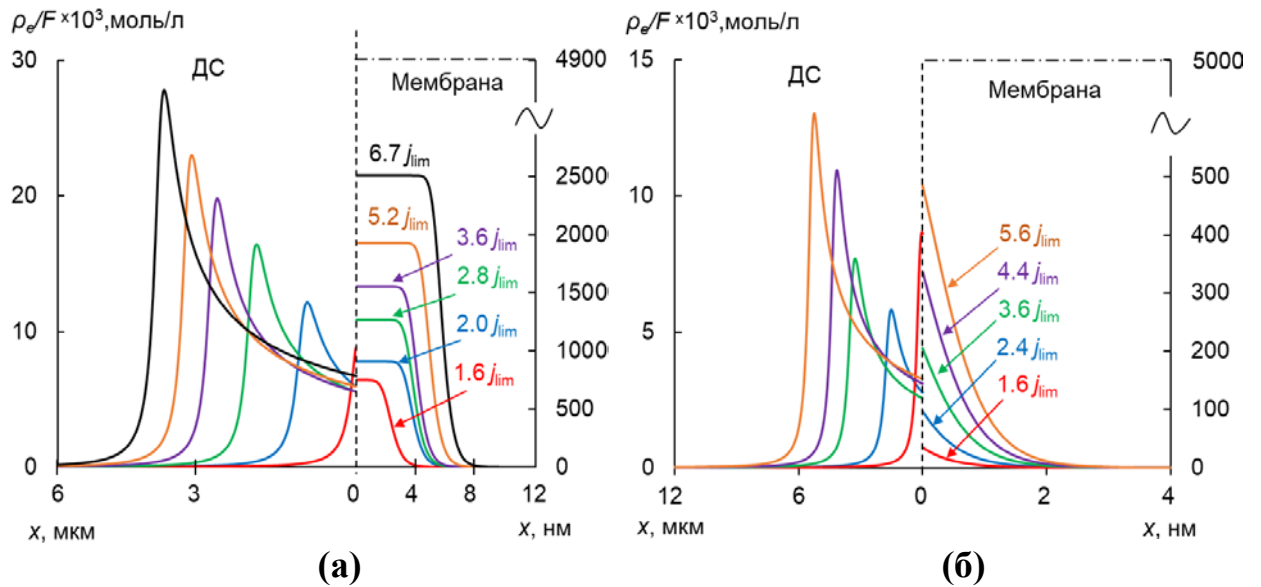 ρe/F ×10³,моль/л
30
20
10
0
ДС
Мембрана
4900
2500
2000
1500
1000
500
0
6.7 jlim
5.2 jlim
3.6 jlim
2.8 jlim
2.0 jlim
1.6 jlim
6
3
0
4
8
12
x, мкм
x, нм
(а)
ρe/F ×10³,моль/л
15
10
5
0
ДС
Мембрана
5000
500
400
300
200
100
0
5.6 jlim
4.4 jlim
3.6 jlim
2.4 jlim
1.6 jlim
12
6
0
2
4
x, мкм
x, нм
(б)